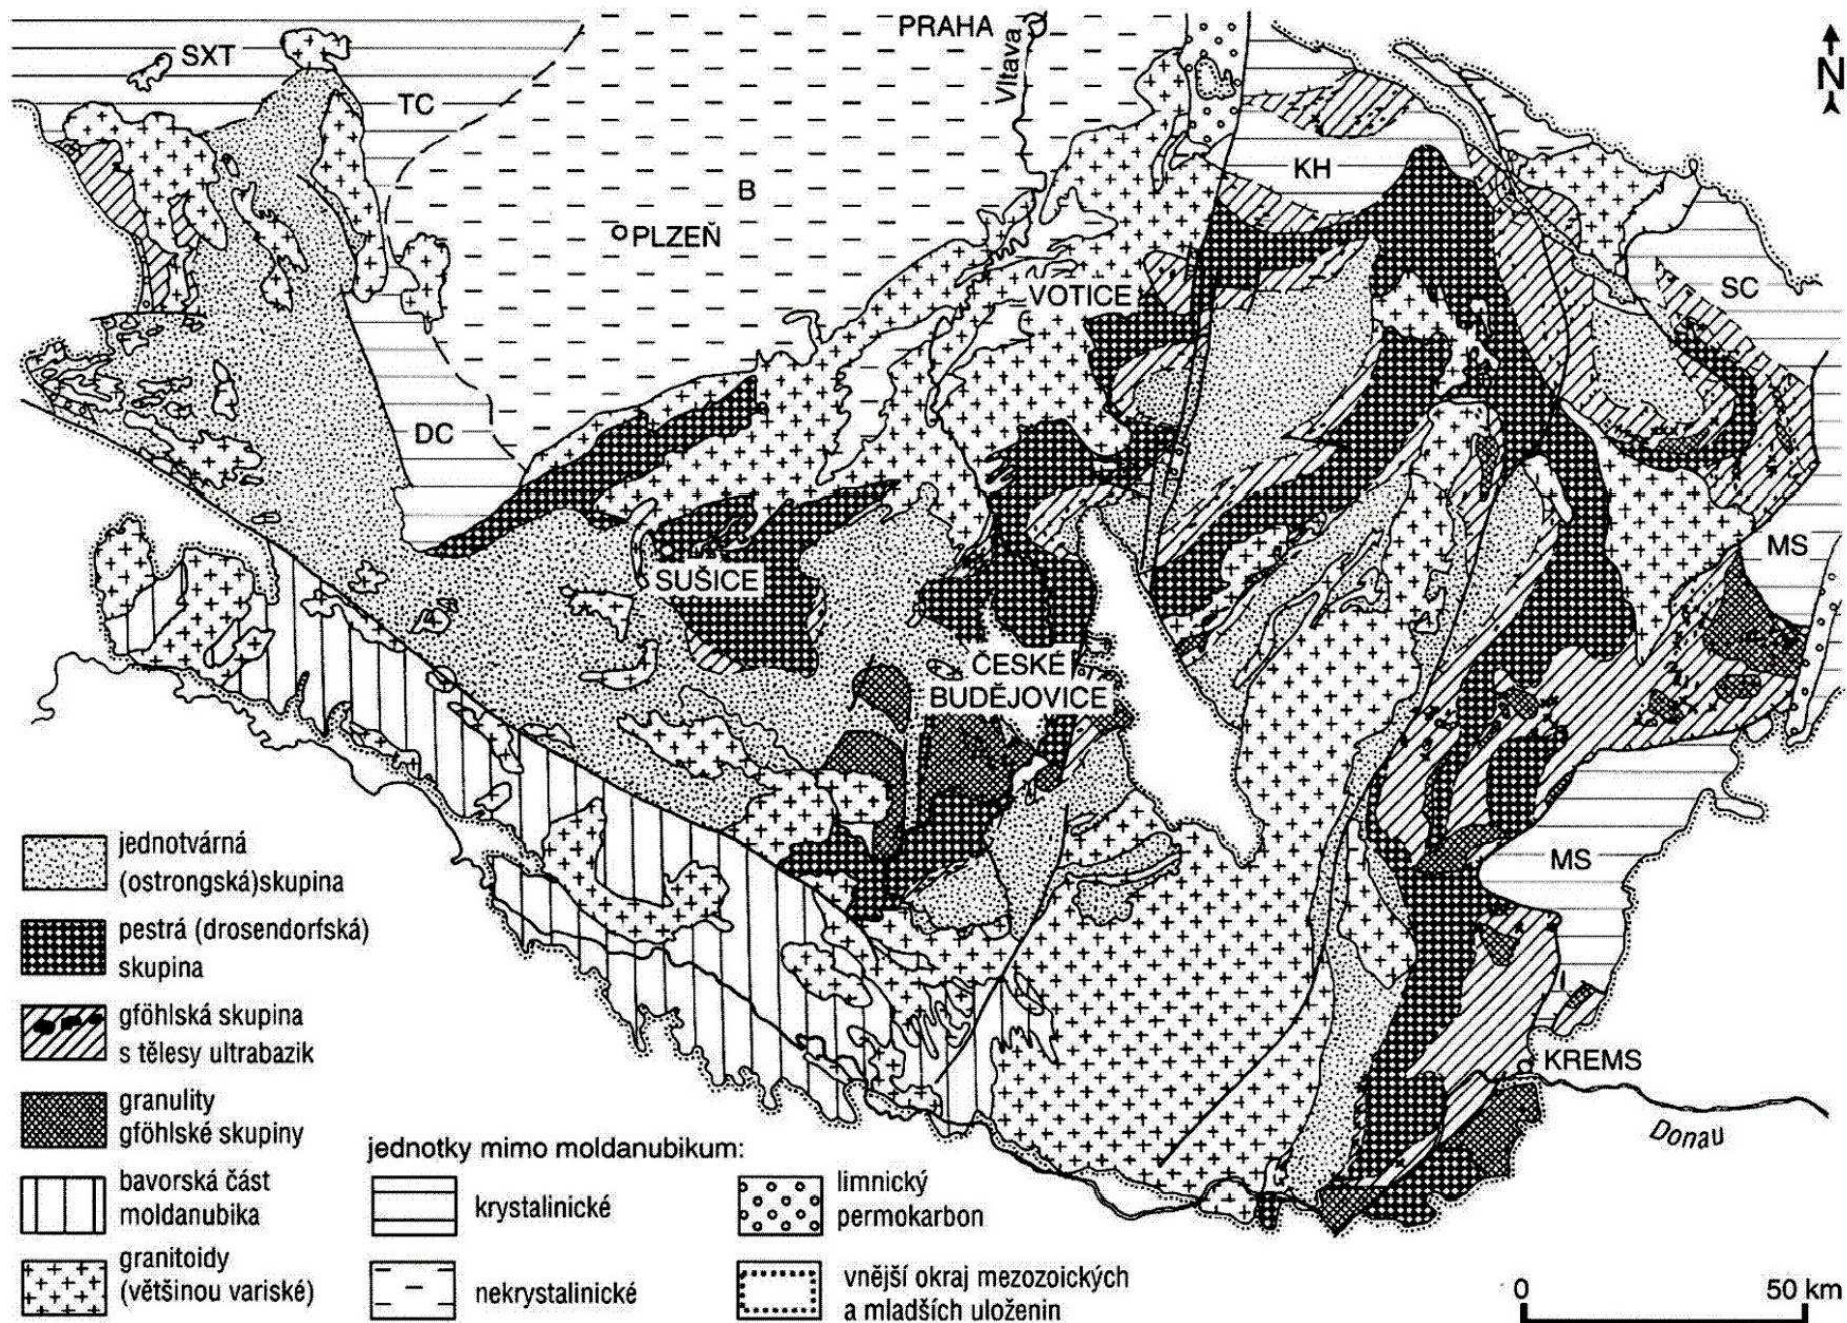 PRAHA
SXT
Vltava
N
TC
KH
B
PLZEŇ
SC
VOTICE
DC
MS
SUŠICE
ČESKÉ
BUDĚJOVICE
MS
KREMS
Donau
jednotvárná
(ostrongská)skupina
pestrá (drosendorfská)
skupina
gföhlská skupina
s tělesy ultrabazik
granulity
gföhlské skupiny
bavorská část
moldanubika
granitoidy
(většinou variské)
jednotky mimo moldanubikum:
krystalinické
nekrystalinické
limnický
permokarbon
vnější okraj mezozoických
a mladších uloženin
0 50 km